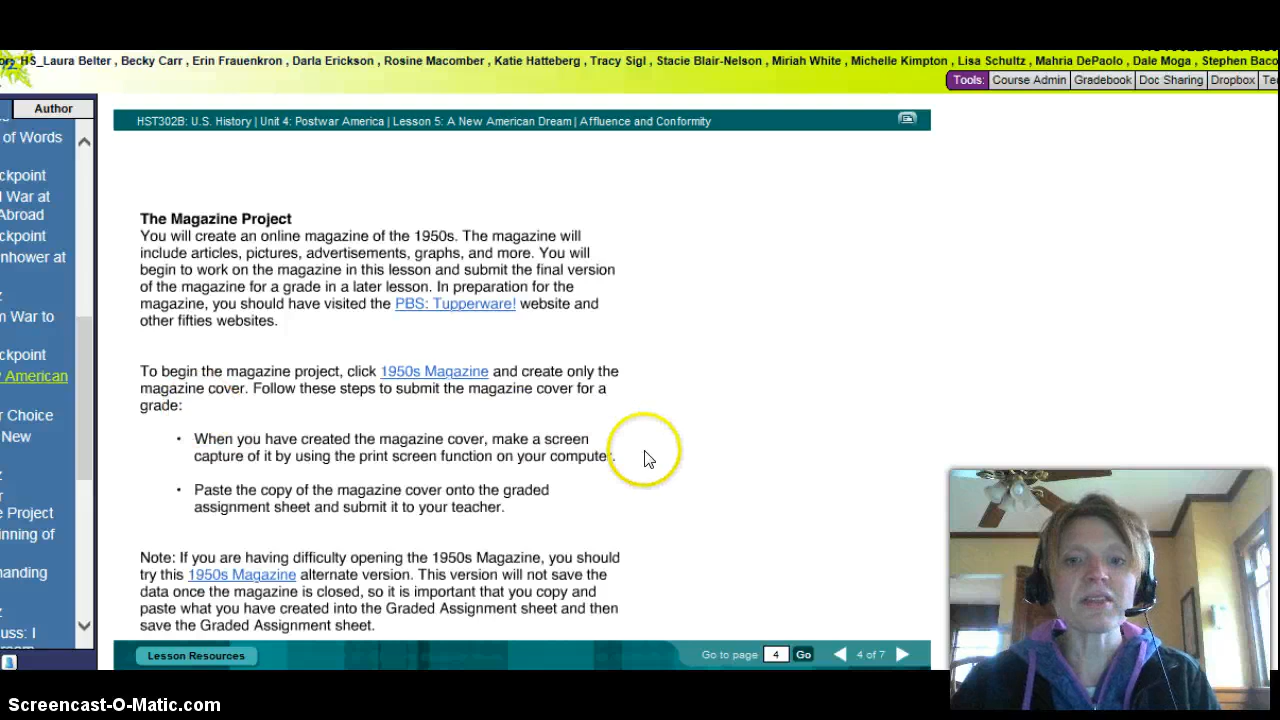 HS_Laura Belter , Becky Carr , Erin Frauenkron , Darla Erickson , Rosine Macomber , Katie Hatteberg , Tracy Sigl , Stacie Blair-Nelson , Miriah White , Michelle Kimpton , Lisa Schultz , Mahria DePaolo , Dale Moga , Stephen Baco
Tools: Course Admin Gradebook Doc Sharing Dropbox Te
Author
of Words
ckpoint
War at
Abroad
ckpoint
nhower at
z
m War to
ckpoint
American
r Choice
New
z
r
e Project
inning of
nanding
z
uss: I
HST302B: U.S. History | Unit 4: Postwar America | Lesson 5: A New American Dream | Affluence and Conformity
The Magazine Project
You will create an online magazine of the 1950s. The magazine will
include articles, pictures, advertisements, graphs, and more. You will
begin to work on the magazine in this lesson and submit the final version
of the magazine for a grade in a later lesson. In preparation for the
magazine, you should have visited the PBS: Tupperware! website and
other fifties websites.
To begin the magazine project, click 1950s Magazine and create only the
magazine cover. Follow these steps to submit the magazine cover for a
grade:
• When you have created the magazine cover, make a screen
capture of it by using the print screen function on your computer.
• Paste the copy of the magazine cover onto the graded
assignment sheet and submit it to your teacher.
Note: If you are having difficulty opening the 1950s Magazine, you should
try this 1950s Magazine alternate version. This version will not save the
data once the magazine is closed, so it is important that you copy and
paste what you have created into the Graded Assignment sheet and then
save the Graded Assignment sheet.
Lesson Resources
Go to page 4 Go 4 of 7
Screencast-O-Matic.com